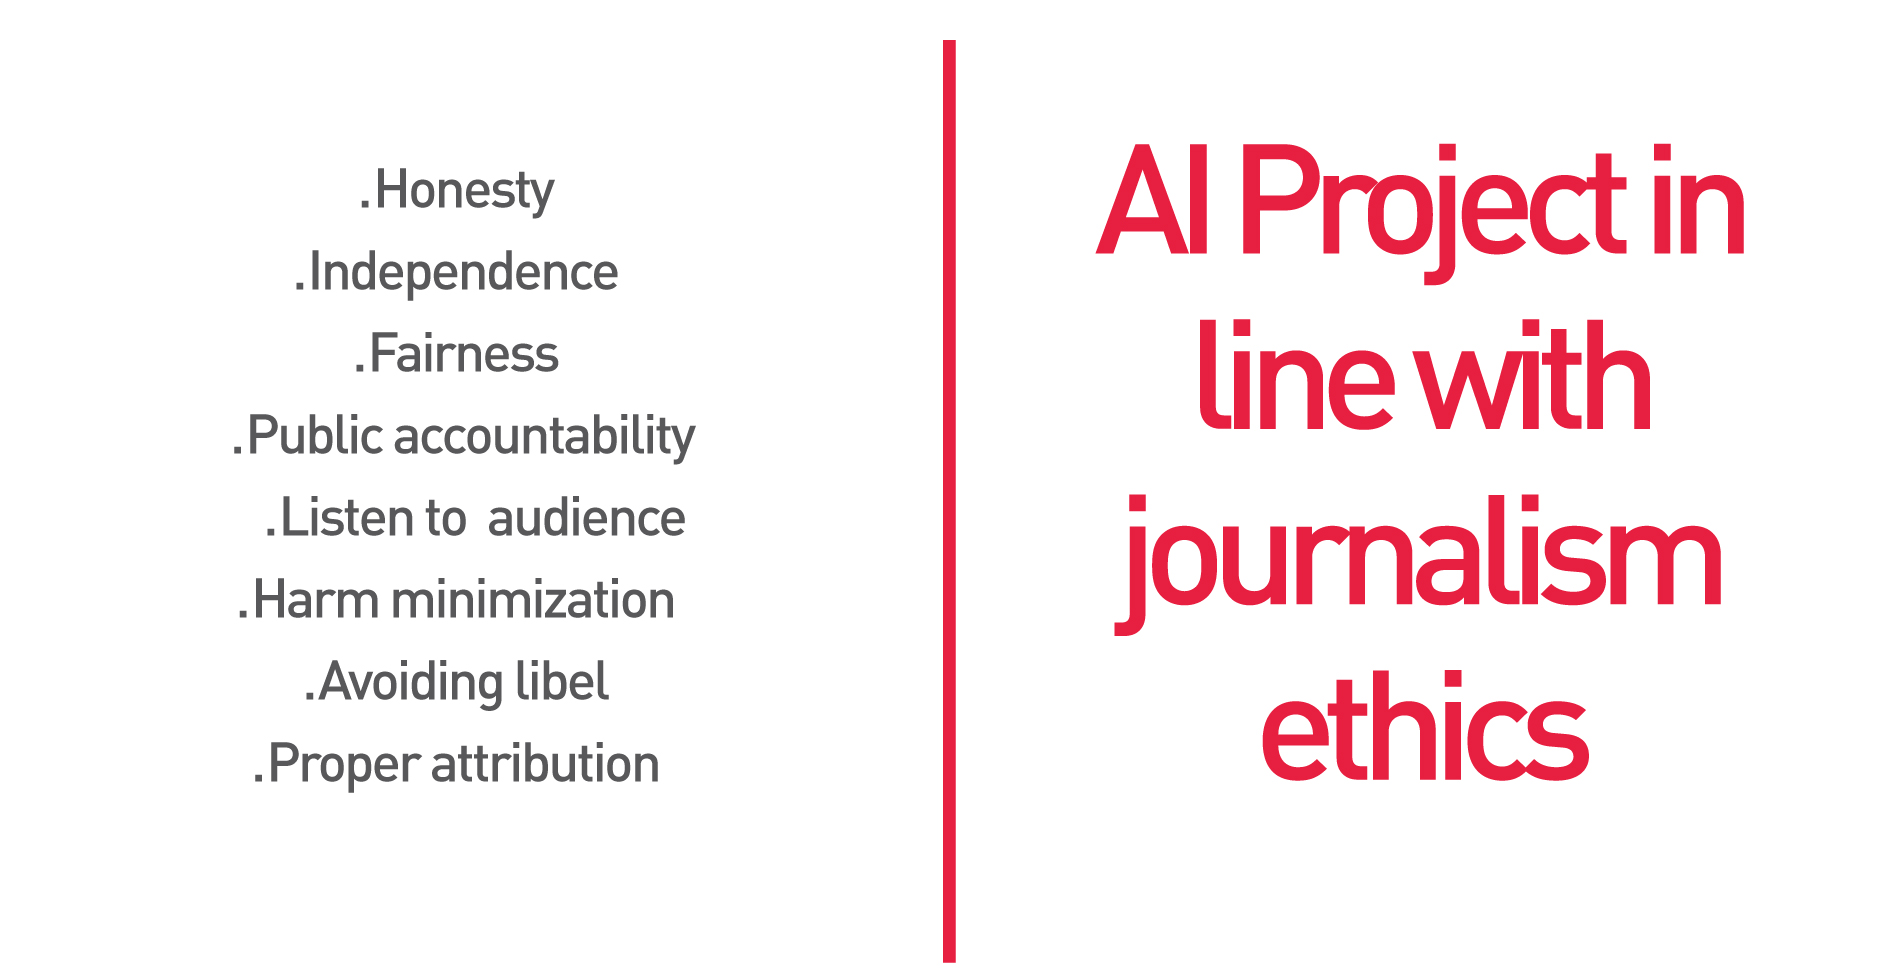 .Honesty
.Independence
.Fairness
.Public accountability
.Listen to  audience
.Harm minimization
.Avoiding libel
.Proper attribution
AI Project in
line with
journalism
ethics